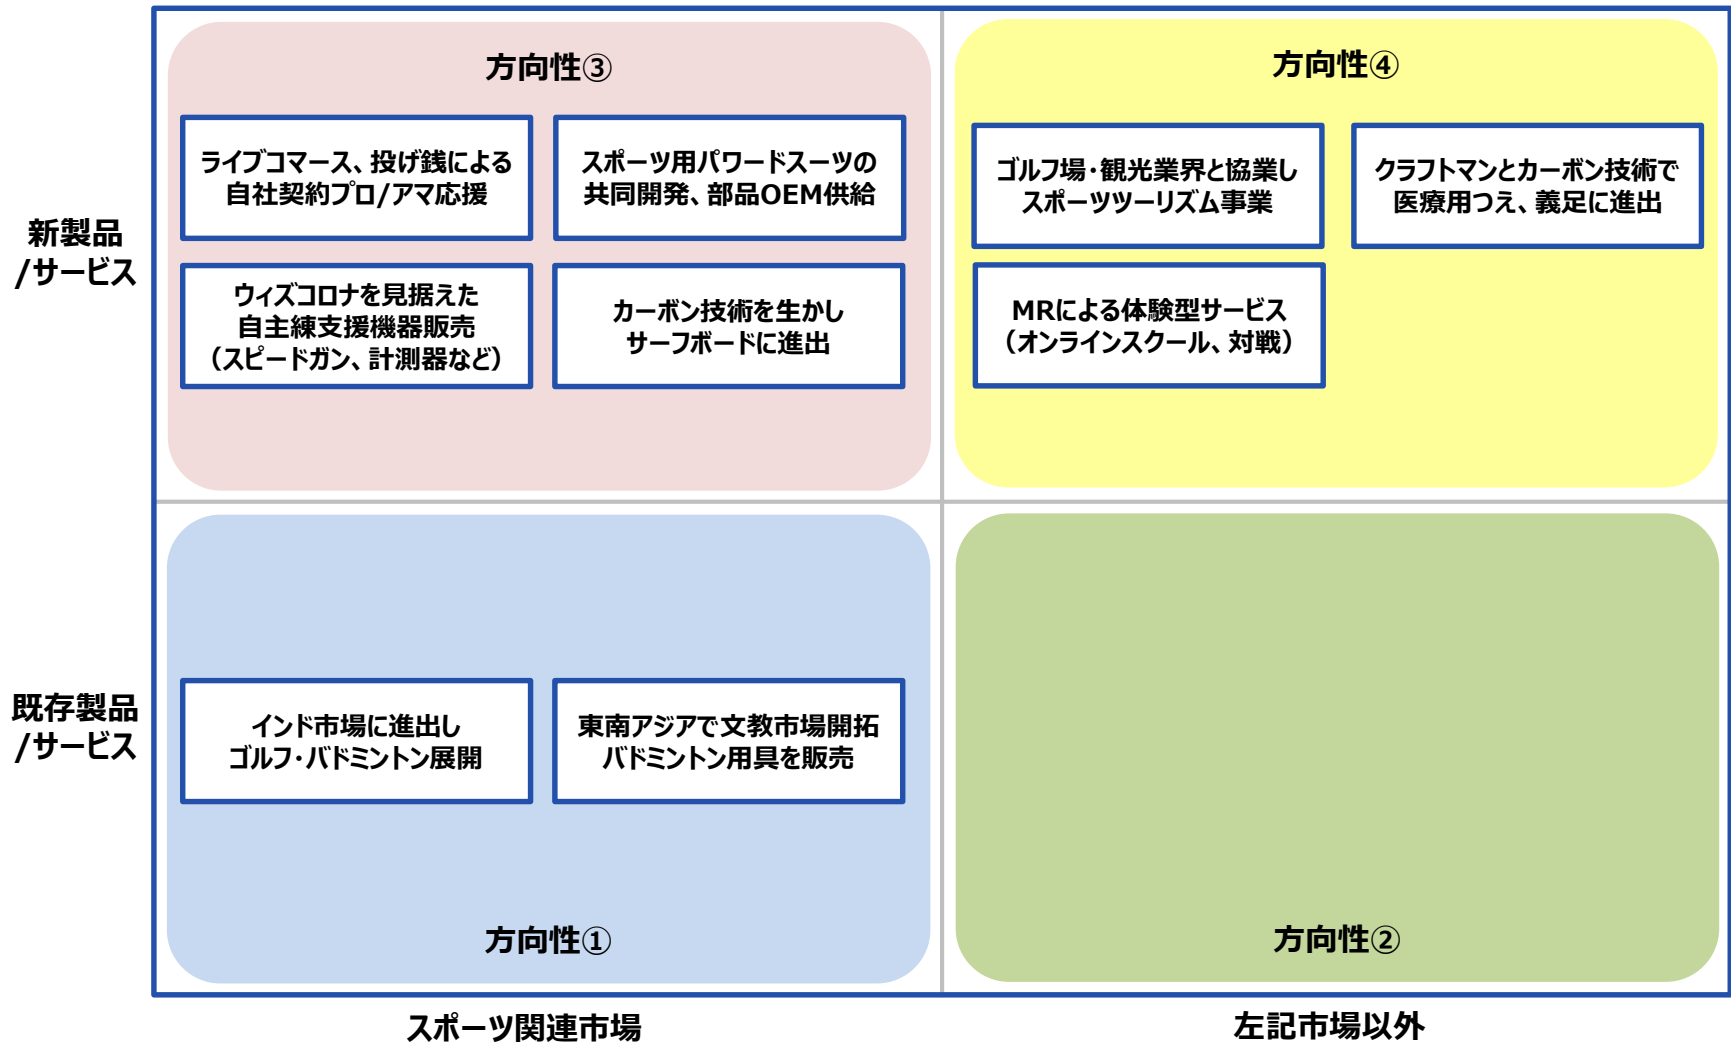 方向性③
ライブコマース、投げ銭による
自社契約プロ/アマ応援
スポーツ用パワードスーツの
共同開発、部品OEM供給
ウィズコロナを見据えた
自主練支援機器販売
（スピードガン、計測器など）
カーボン技術を生かし
サーフボードに進出
方向性④
ゴルフ場・観光業界と協業し
スポーツツーリズム事業
クラフトマンとカーボン技術で
医療用つえ、義足に進出
MRによる体験型サービス
（オンラインスクール、対戦）
新製品
/サービス
既存製品
/サービス
インド市場に進出し
ゴルフ・バドミントン展開
東南アジアで文教市場開拓
バドミントン用具を販売
方向性①
方向性②
スポーツ関連市場
左記市場以外